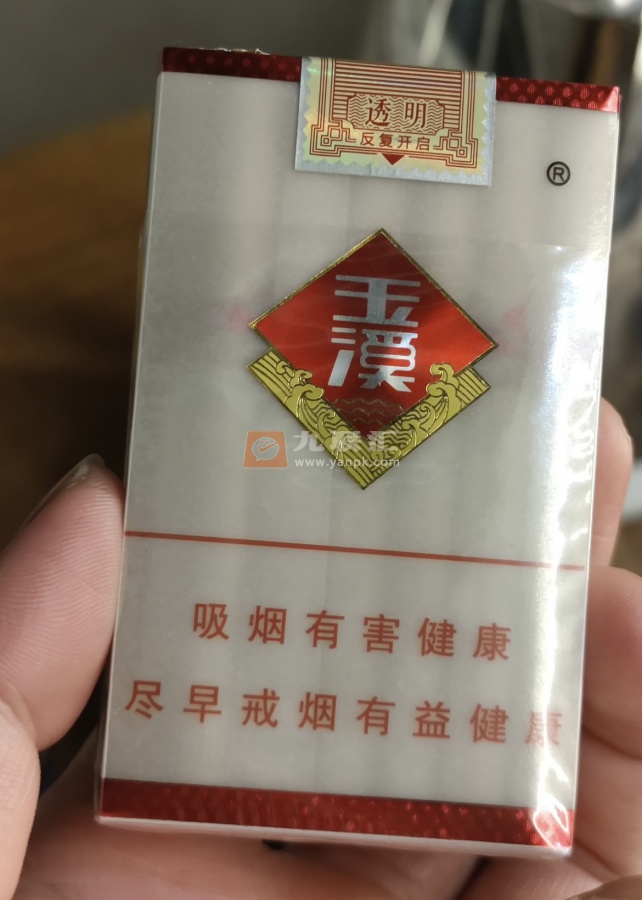 透明
反复开启
®
玉
溪
www.yanpk.com
吸烟有害健康
尽早戒烟有益健康